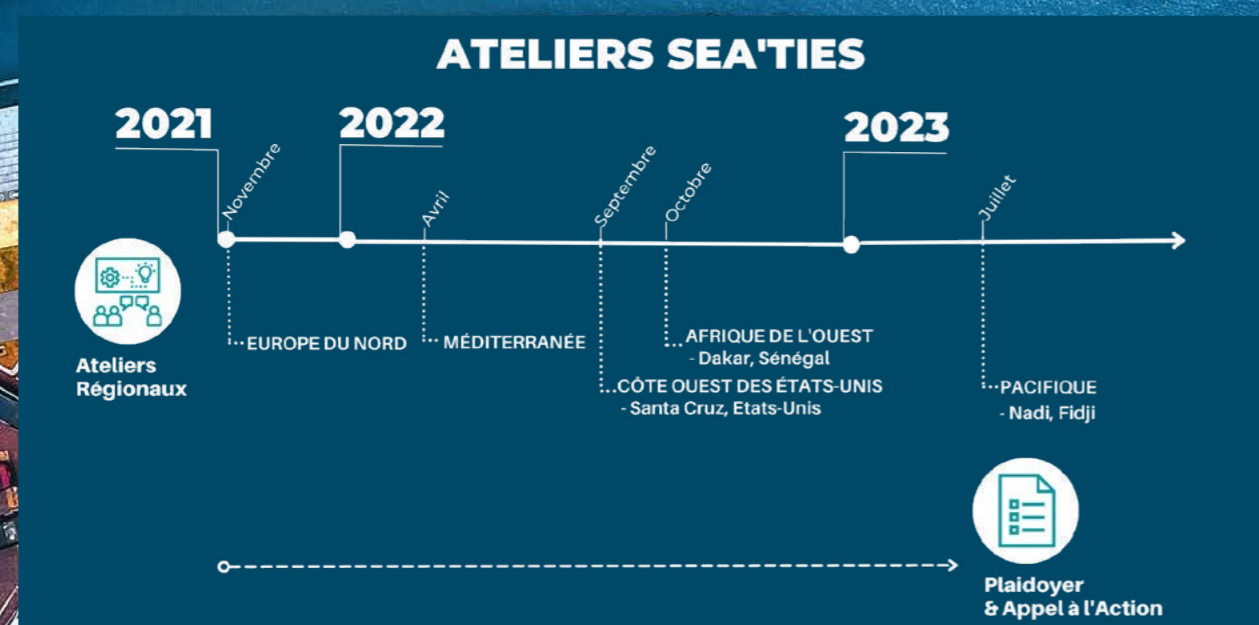 ATELIERS SEA'TIES
2021
2022
2023
Novembre
Avril
Septembre
Octobre
Juillet
Ateliers
Régionaux
EUROPE DU NORD
MÉDITERRANÉE
AFRIQUE DE L'OUEST
- Dakar, Sénégal
CÔTE OUEST DES ÉTATS-UNIS
- Santa Cruz, Etats-Unis
PACIFIQUE
- Nadi, Fidji
Plaidoyer
& Appel à l'Action